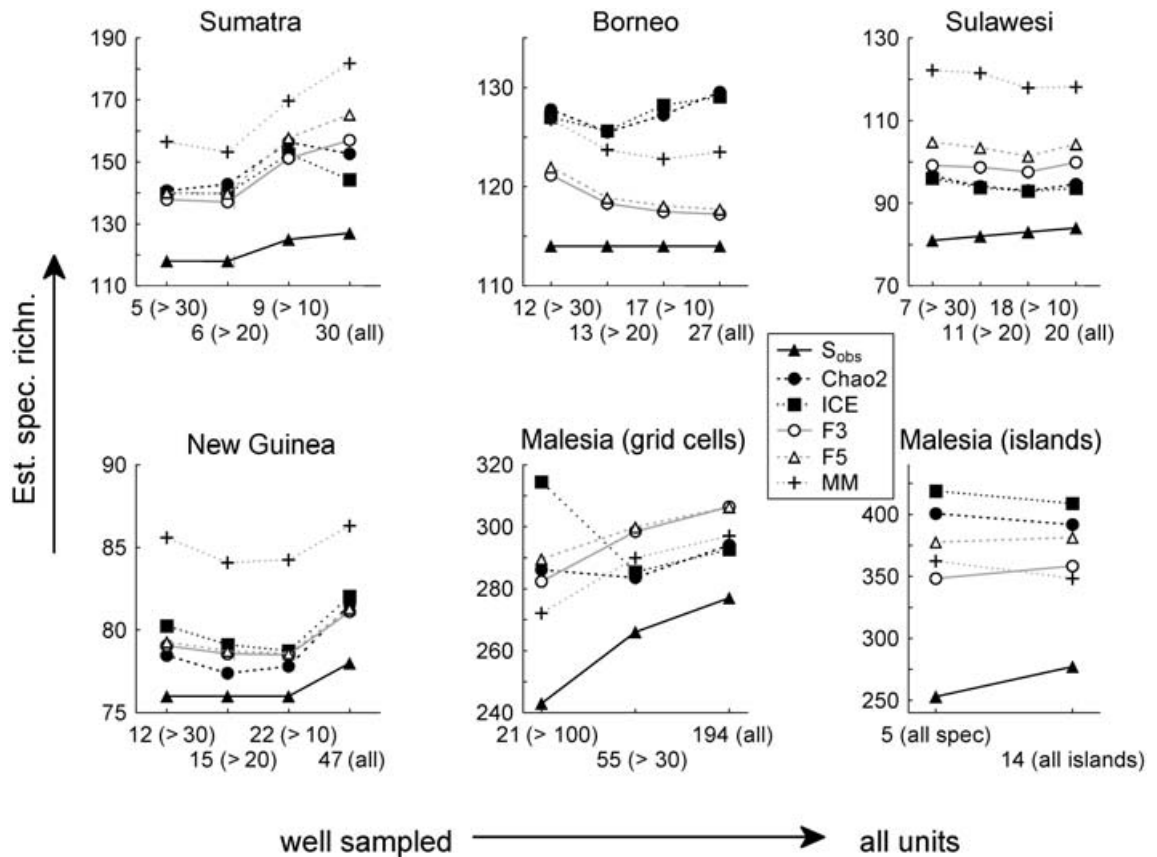 Sumatra
190
170
150
130
110
5 (> 30)
9 (> 10)
6 (> 20)
30 (all)
Borneo
130
120
110
12 (> 30)
17 (> 10)
13 (> 20)
27 (all)
Sulawesi
130
110
90
70
7 (> 30)
18 (> 10)
11 (> 20)
20 (all)
Est. spec. richn.
Sobs
Chao2
ICE
F3
F5
MM
New Guinea
90
85
80
75
12 (> 30)
22 (> 10)
15 (> 20)
47 (all)
Malesia (grid cells)
320
300
280
260
240
21 (> 100)
194 (all)
55 (> 30)
Malesia (islands)
400
350
300
250
5 (all spec)
14 (all islands)
well sampled
all units